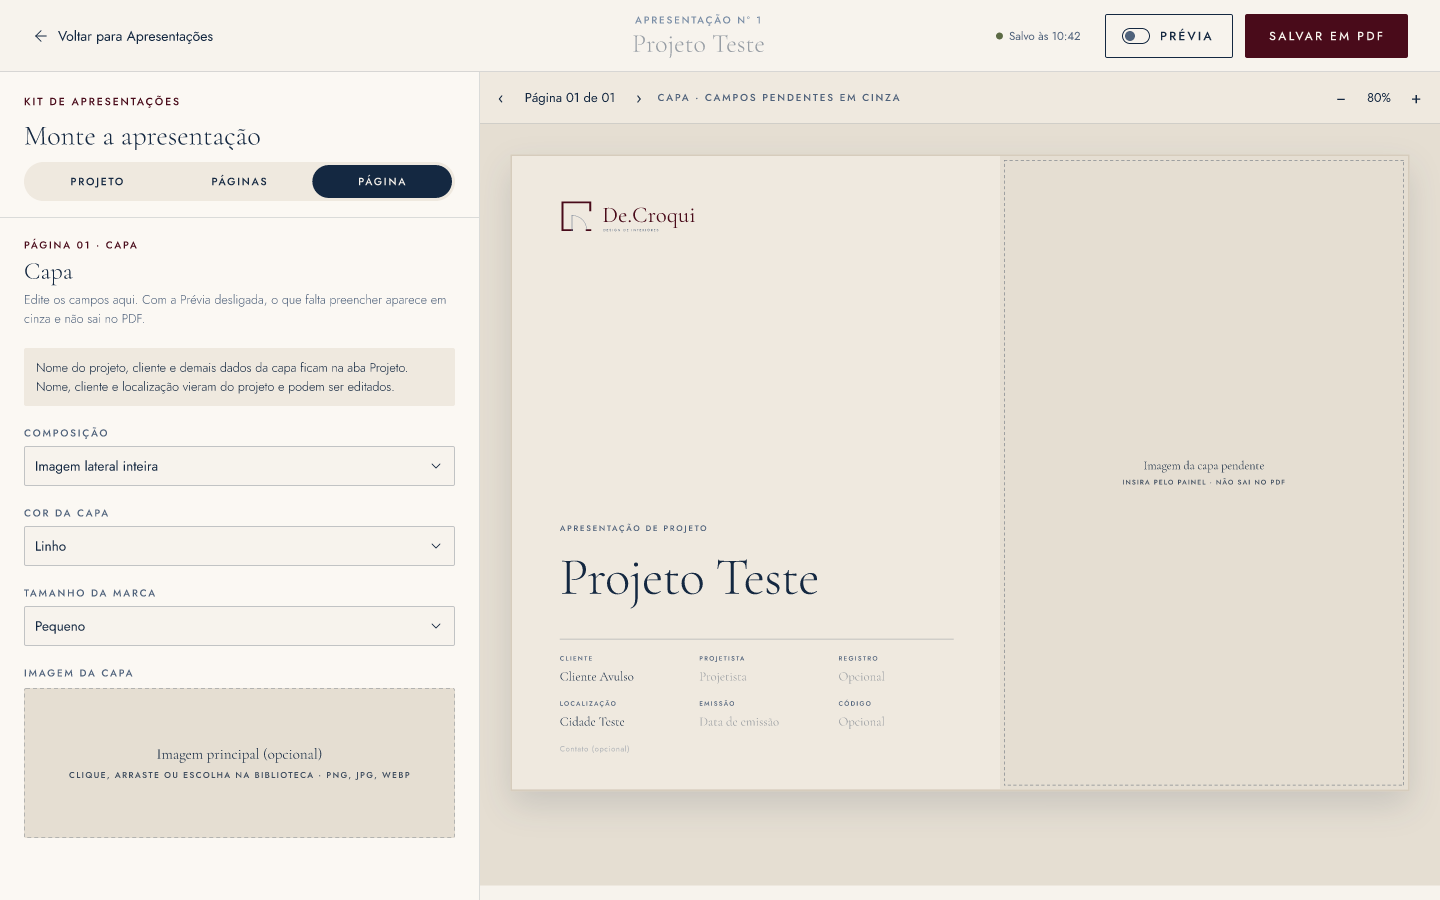 Voltar para Apresentações
APRESENTAÇÃO Nº 1
Projeto Teste
Salvo às 10:42
PRÉVIA
SALVAR EM PDF
KIT DE APRESENTAÇÕES
Monte a apresentação
PROJETO
PÁGINAS
PÁGINA
PÁGINA 01 · CAPA
Capa
Edite os campos aqui. Com a Prévia desligada, o que falta preencher aparece em
cinza e não sai no PDF.
Nome do projeto, cliente e demais dados da capa ficam na aba Projeto.
Nome, cliente e localização vieram do projeto e podem ser editados.
COMPOSIÇÃO
Imagem lateral inteira
COR DA CAPA
Linho
TAMANHO DA MARCA
Pequeno
IMAGEM DA CAPA
Imagem principal (opcional)
CLIQUE, ARRASTE OU ESCOLHA NA BIBLIOTECA · PNG, JPG, WEBP
‹ Página 01 de 01 ›
CAPA · CAMPOS PENDENTES EM CINZA
− 80% +
De.Croqui
DESIGN DE INTERIORES
APRESENTAÇÃO DE PROJETO
Projeto Teste
CLIENTE
Cliente Avulso
PROJETISTA
Projetista
REGISTRO
Opcional
LOCALIZAÇÃO
Cidade Teste
EMISSÃO
Data de emissão
CÓDIGO
Opcional
Contato (opcional)
Imagem da capa pendente
INSIRA PELO PAINEL · NÃO SAI NO PDF